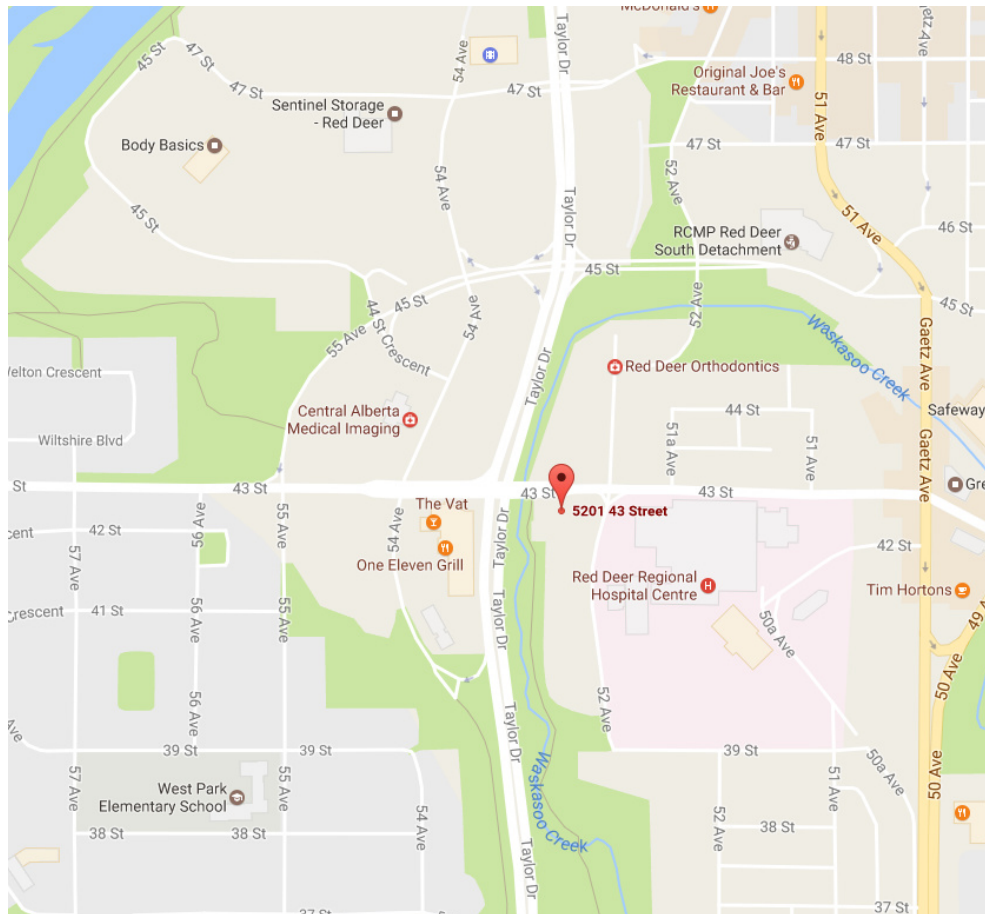 McDonald's
45 St
47 St
54 Ave
Taylor Dr
48 St
Original Joe's
Restaurant & Bar
51 Ave
47 St
47 St
Sentinel Storage
- Red Deer
Body Basics
47 St
47 St
52 Ave
54 Ave
Taylor Dr
45 St
RCMP Red Deer
South Detachment
51 Ave
46 St
45 St
45 St
45 St
44 St Crescent
55 Ave
54 Ave
52 Ave
Waskasoo Creek
Gaetz Ave
Welton Crescent
Taylor Dr
Red Deer Orthodontics
Central Alberta
Medical Imaging
44 St
Safeway
Wiltshire Blvd
51a Ave
51 Ave
Gaetz Ave
St
43 St
43 St
43 St
5201 43 Street
The Vat
One Eleven Grill
54 Ave
Taylor Dr
42 St
56 Ave
55 Ave
57 Ave
42 St
Red Deer Regional
Hospital Centre
H
Tim Hortons
Crescent
41 St
56 Ave
55 Ave
Taylor Dr
50a Ave
50 Ave
56 Ave
52 Ave
Taylor Dr
39 St
39 St
39 St
50a Ave
50 Ave
West Park
Elementary School
57 Ave
55 Ave
54 Ave
Waskasoo Creek
51 Ave
38 St
38 St
52 Ave
38 St
37 St
37 St